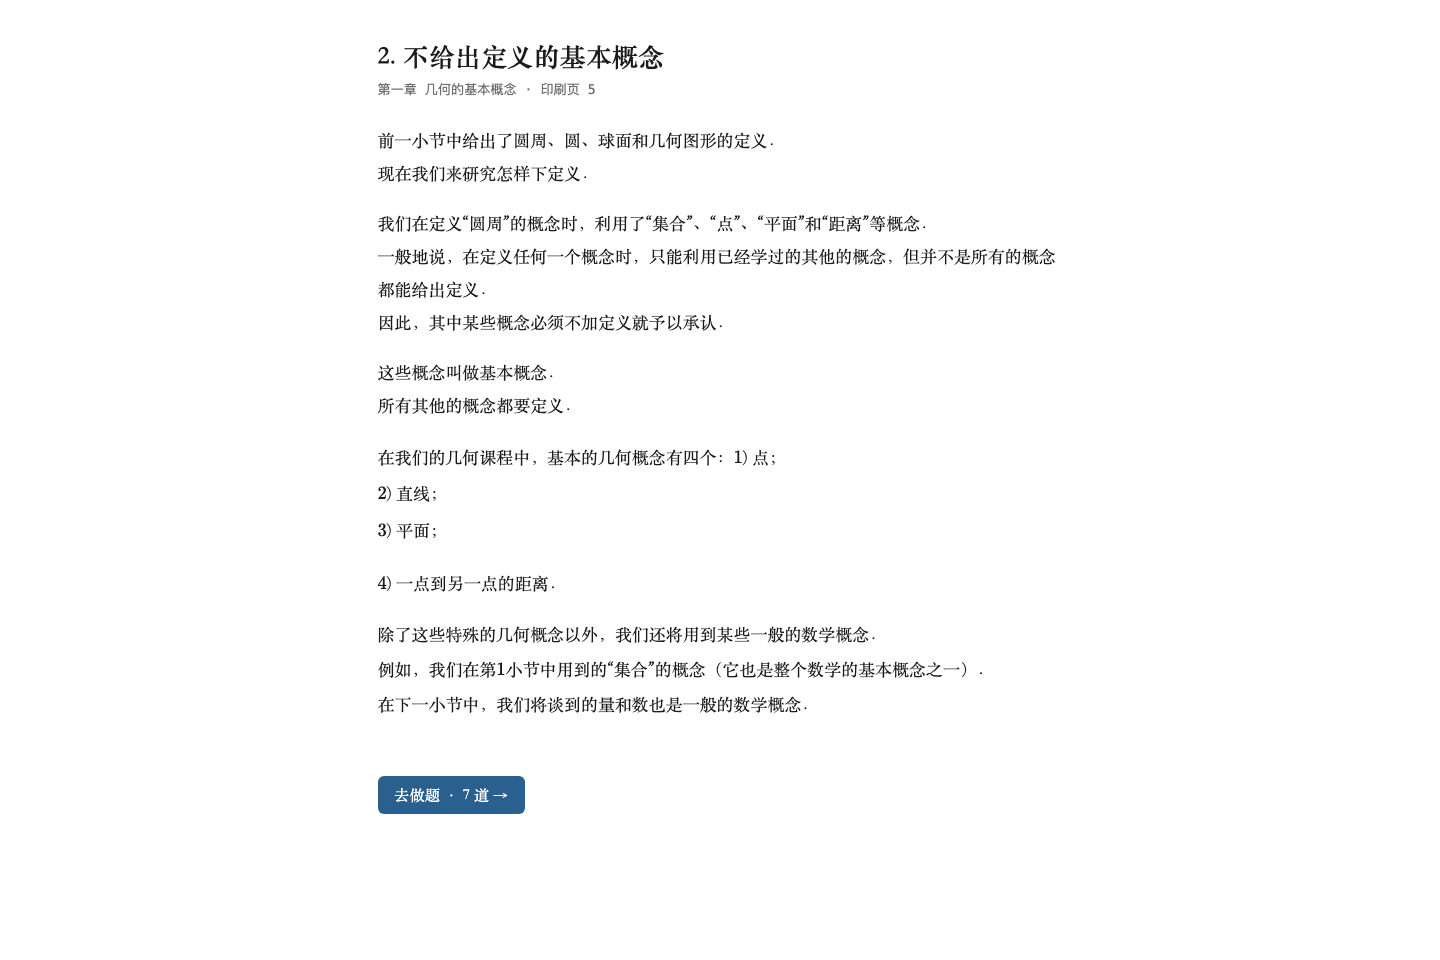 2. 不给出定义的基本概念
第一章 几何的基本概念 · 印刷页 5
前一小节中给出了圆周、圆、球面和几何图形的定义.
现在我们来研究怎样下定义.
我们在定义“圆周”的概念时，利用了“集合”、“点”、“平面”和“距离”等概念.
一般地说，在定义任何一个概念时，只能利用已经学过的其他的概念，但并不是所有的概念
都能给出定义.
因此，其中某些概念必须不加定义就予以承认.
这些概念叫做基本概念.
所有其他的概念都要定义.
在我们的几何课程中，基本的几何概念有四个：1) 点；
2) 直线；
3) 平面；
4) 一点到另一点的距离.
除了这些特殊的几何概念以外，我们还将用到某些一般的数学概念.
例如，我们在第1小节中用到的“集合”的概念（它也是整个数学的基本概念之一）.
在下一小节中，我们将谈到的量和数也是一般的数学概念.
去做题 · 7 道 →